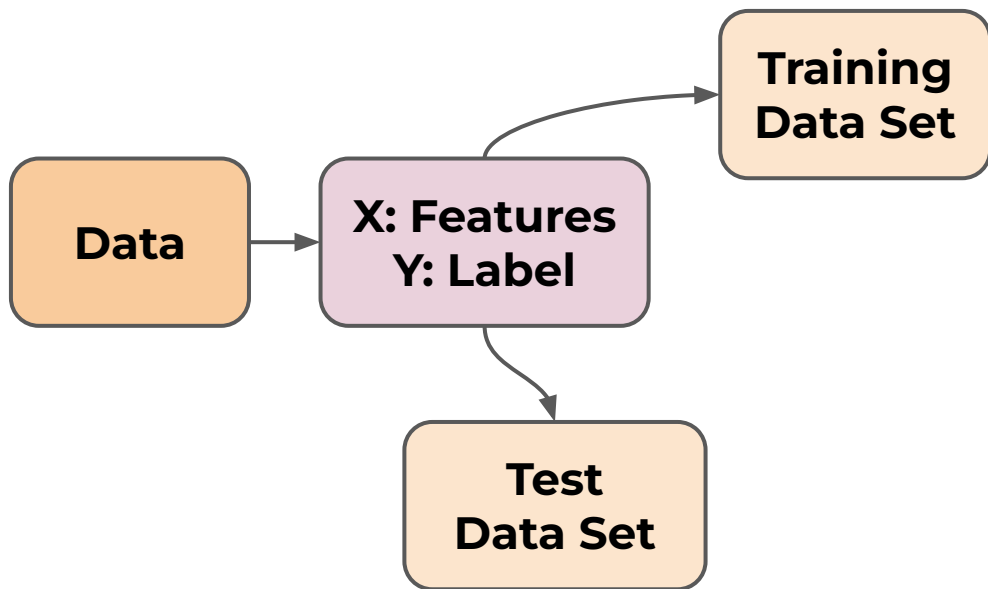 Training
Data Set
Data
X: Features
Y: Label
Test
Data Set